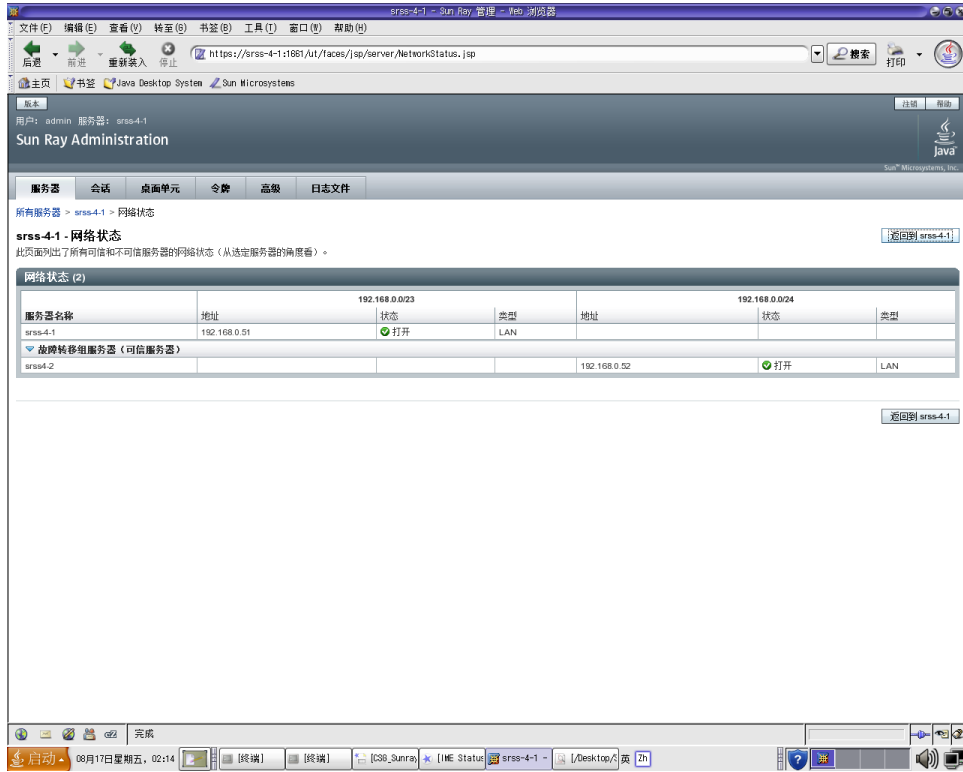 srss-4-1 - Sun Ray 管理 - Web 浏览器
文件(F) 编辑(E) 查看(V) 转至(G) 书签(B) 工具(T) 窗口(W) 帮助(H)
后退 前进 重新装入 停止 https://srss-4-1:1661/ut/faces/jsp/server/NetworkStatus.jsp 搜索 打印
主页 书签 Java Desktop System Sun Microsystems
版本 注销 帮助
用户: admin 服务器: srss-4-1
Sun Ray Administration
Java
Sun™ Microsystems, Inc.
服务器 会话 桌面单元 令牌 高级 日志文件
所有服务器 > srss-4-1 > 网络状态
srss-4-1 - 网络状态 返回到 srss-4-1
此页面列出了所有可信和不可信服务器的网络状态（从选定服务器的角度看）。
网络状态 (2)
192.168.0.0/23 192.168.0.0/24
服务器名称 地址 状态 类型 地址 状态 类型
srss-4-1 192.168.0.51 打开 LAN
故障转移组服务器（可信服务器）
srss4-2 192.168.0.52 打开 LAN
返回到 srss-4-1
完成
启动 08月17日星期五, 02:14 [终端] [终端] [CSG_Sunray [IME Status srss-4-1 - [/Desktop/S 英 Zh